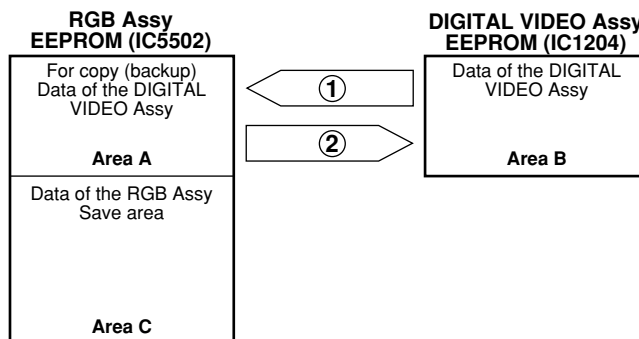 RGB Assy
EEPROM (IC5502)
For copy (backup)
Data of the DIGITAL
VIDEO Assy
Area A
Data of the RGB Assy
Save area
Area C
①
②
DIGITAL VIDEO Assy
EEPROM (IC1204)
Data of the DIGITAL
VIDEO Assy
Area B